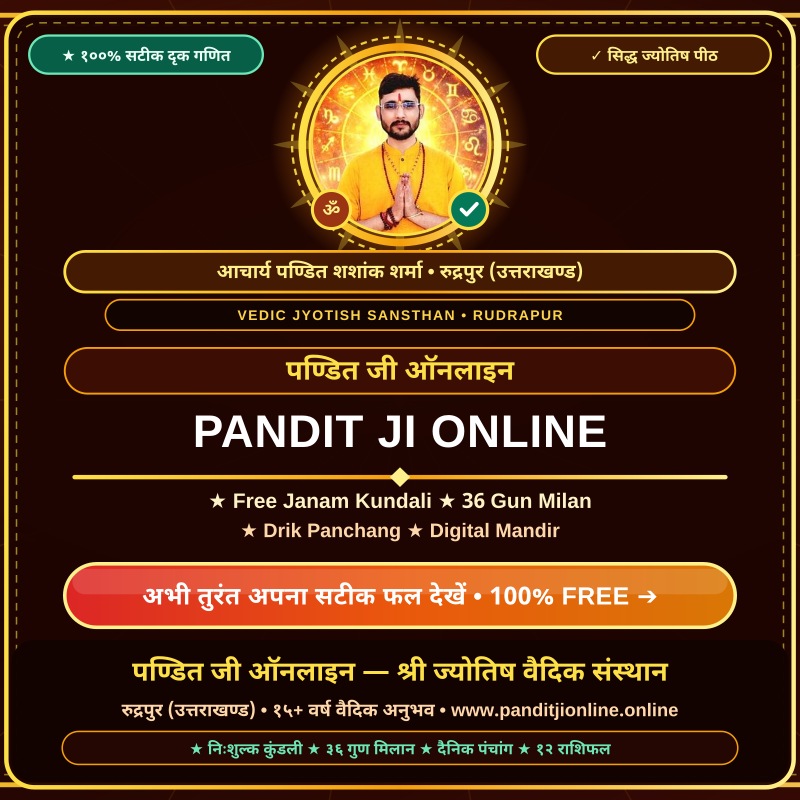 ★ १००% सटीक दृक गणित
✓ सिद्ध ज्योतिष पीठ
ॐ
आचार्य पण्डित शशांक शर्मा • रुद्रपुर (उत्तराखण्ड)
VEDIC JYOTISH SANSTHAN • RUDRAPUR
पण्डित जी ऑनलाइन
PANDIT JI ONLINE
★ Free Janam Kundali ★ 36 Gun Milan
★ Drik Panchang ★ Digital Mandir
अभी तुरंत अपना सटीक फल देखें • 100% FREE ➔
पण्डित जी ऑनलाइन — श्री ज्योतिष वैदिक संस्थान
रुद्रपुर (उत्तराखण्ड) • १५+ वर्ष वैदिक अनुभव • www.panditjionline.online
★ निःशुल्क कुंडली ★ ३६ गुण मिलान ★ दैनिक पंचांग ★ १२ राशिफल